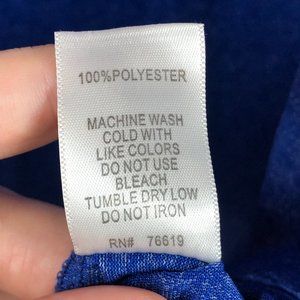 100%POLYESTER
MACHINE WASH
COLD WITH
LIKE COLORS
DO NOT USE
BLEACH
TUMBLE DRY LOW
DO NOT IRON
RN# 76619